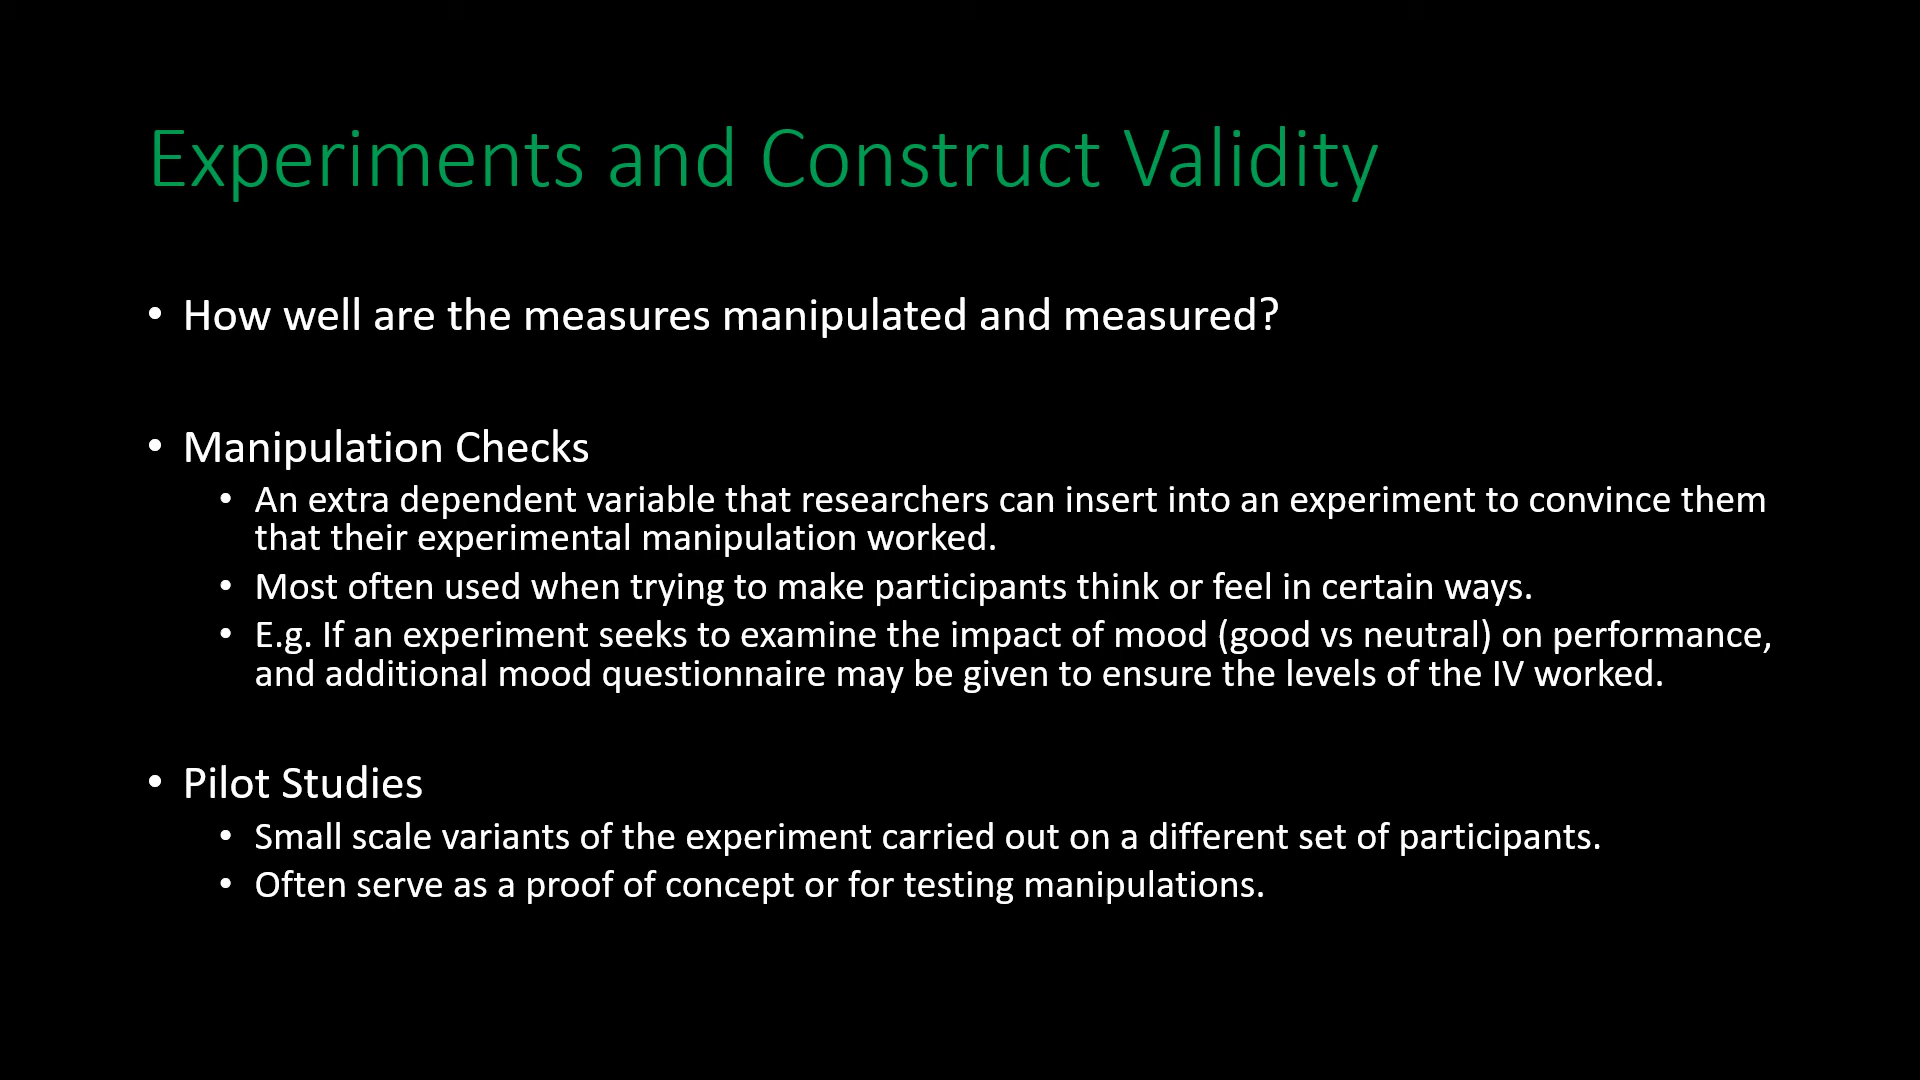 Experiments and Construct Validity
• How well are the measures manipulated and measured?
• Manipulation Checks
• An extra dependent variable that researchers can insert into an experiment to convince them
that their experimental manipulation worked.
• Most often used when trying to make participants think or feel in certain ways.
• E.g. If an experiment seeks to examine the impact of mood (good vs neutral) on performance,
and additional mood questionnaire may be given to ensure the levels of the IV worked.
• Pilot Studies
• Small scale variants of the experiment carried out on a different set of participants.
• Often serve as a proof of concept or for testing manipulations.